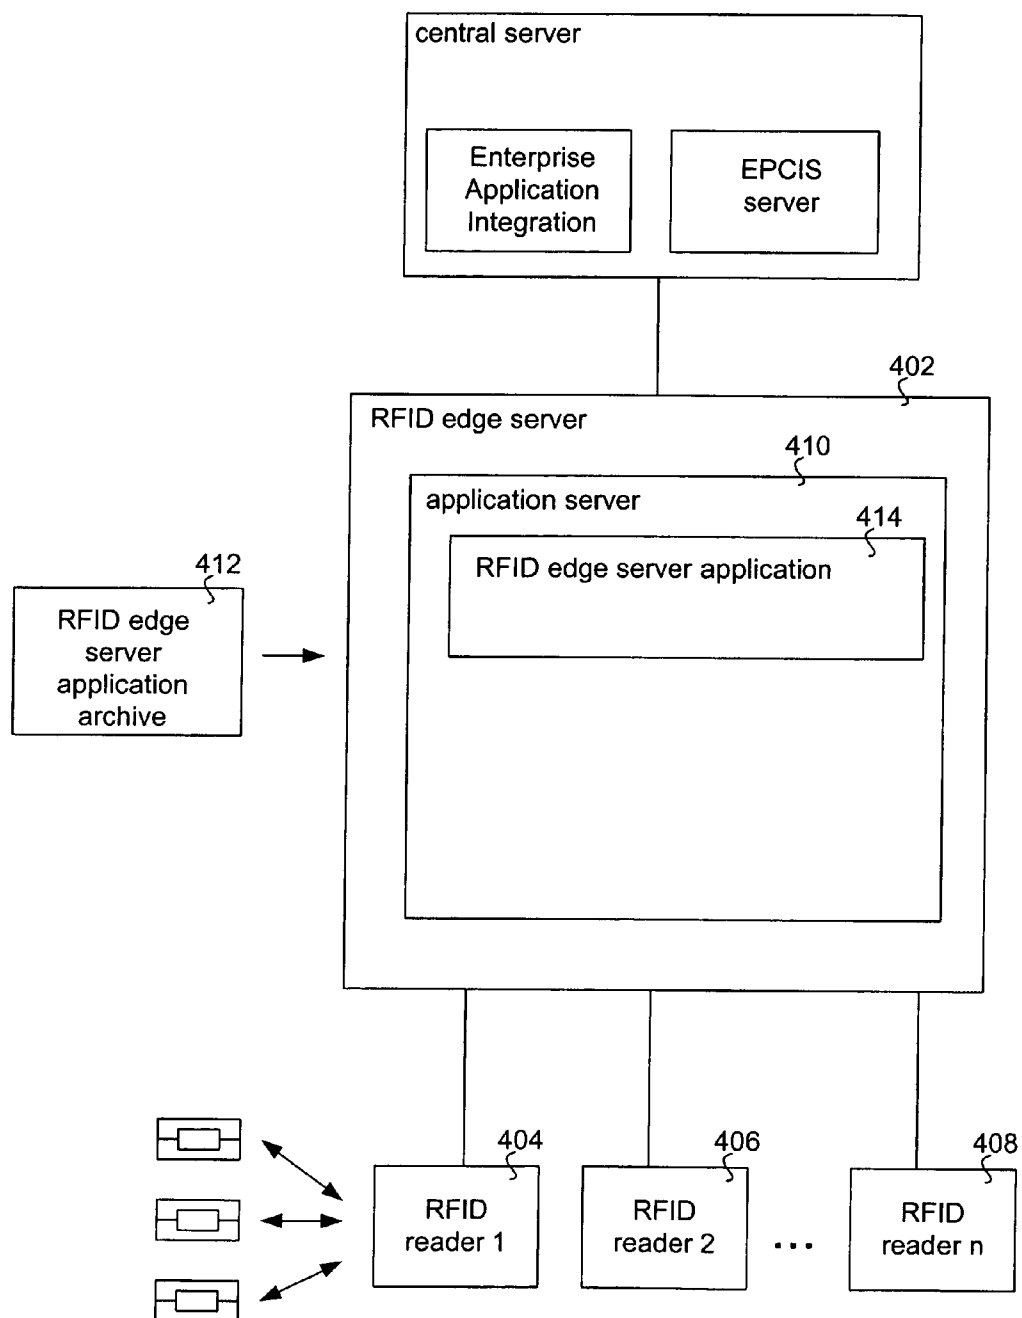 central server
Enterprise
Application
Integration
EPCIS
server
402
RFID edge server
410
application server
414
RFID edge server application
412
RFID edge
server
application
archive
404
RFID
reader 1
406
RFID
reader 2
...
408
RFID
reader n